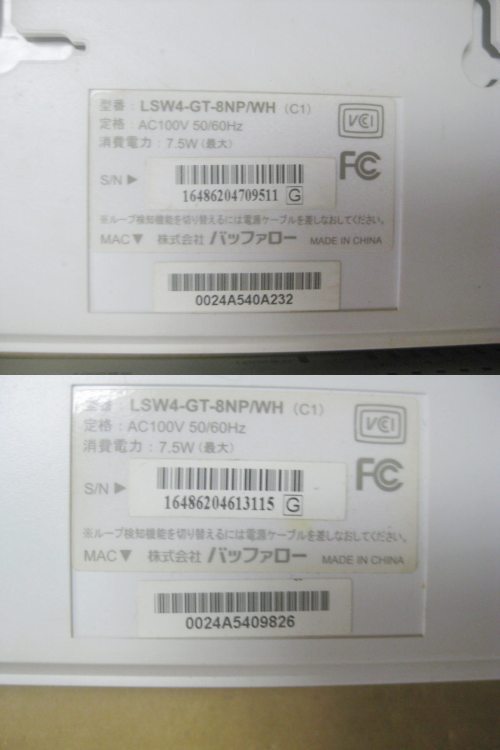 型番：LSW4-GT-8NP/WH (C1)
定格：AC100V 50/60Hz
消費電力：7.5W（最大）
VCI
FC
S/N▶
16486204709511 G
※ループ検知機能を切り替えるには電源ケーブルを差しなおしてください。
MAC▼ 株式会社 バッファロー MADE IN CHINA
0024A540A232
型番：LSW4-GT-8NP/WH (C1)
定格：AC100V 50/60Hz
消費電力：7.5W（最大）
VCI
FC
S/N▶
16486204613115 G
※ループ検知機能を切り替えるには電源ケーブルを差しなおしてください。
MAC▼ 株式会社 バッファロー MADE IN CHINA
0024A5409826